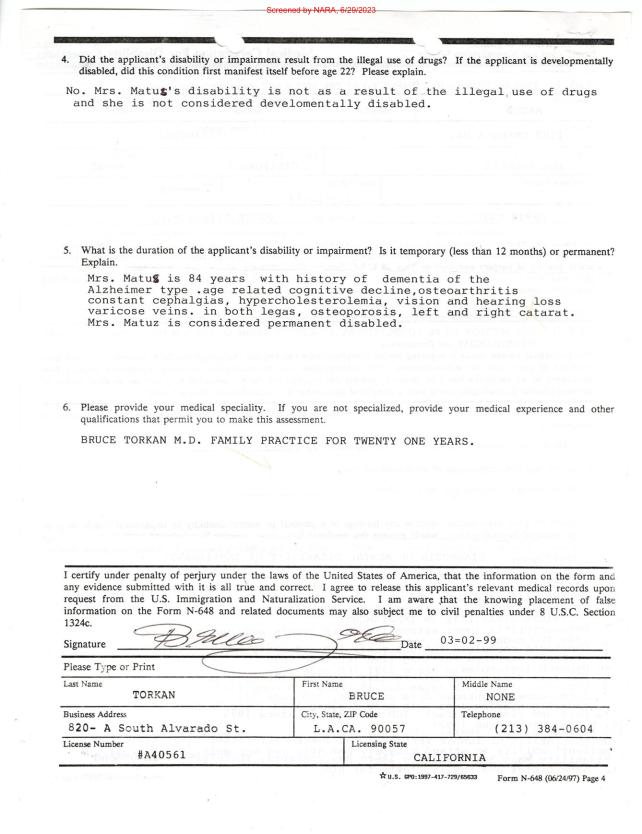 Screened by NARA, 6/29/2023
4. Did the applicant's disability or impairment result from the illegal use of drugs? If the applicant is developmentally
disabled, did this condition first manifest itself before age 22? Please explain.
No. Mrs. Matus's disability is not as a result of the illegal use of drugs
and she is not considered develomentally disabled.
5. What is the duration of the applicant's disability or impairment? Is it temporary (less than 12 months) or permanent?
Explain.
Mrs. Matus is 84 years with history of dementia of the
Alzheimer type .age related cognitive decline,osteoarthritis
constant cephalgias, hypercholesterolemia, vision and hearing loss
varicose veins. in both legas, osteoporosis, left and right catarat.
Mrs. Matuz is considered permanent disabled.
6. Please provide your medical speciality. If you are not specialized, provide your medical experience and other
qualifications that permit you to make this assessment.
BRUCE TORKAN M.D. FAMILY PRACTICE FOR TWENTY ONE YEARS.
I certify under penalty of perjury under the laws of the United States of America, that the information on the form and
any evidence submitted with it is all true and correct. I agree to release this applicant's relevant medical records upon
request from the U.S. Immigration and Naturalization Service. I am aware that the knowing placement of false
information on the Form N-648 and related documents may also subject me to civil penalties under 8 U.S.C. Section
1324c.
Signature Date 03=02-99
Please Type or Print
Last Name First Name Middle Name
TORKAN BRUCE NONE
Business Address City, State, ZIP Code Telephone
820- A South Alvarado St. L.A.CA. 90057 (213) 384-0604
License Number Licensing State
#A40561 CALIFORNIA
☆U.S. GPO:1997-417-729/65633 Form N-648 (06/24/97) Page 4